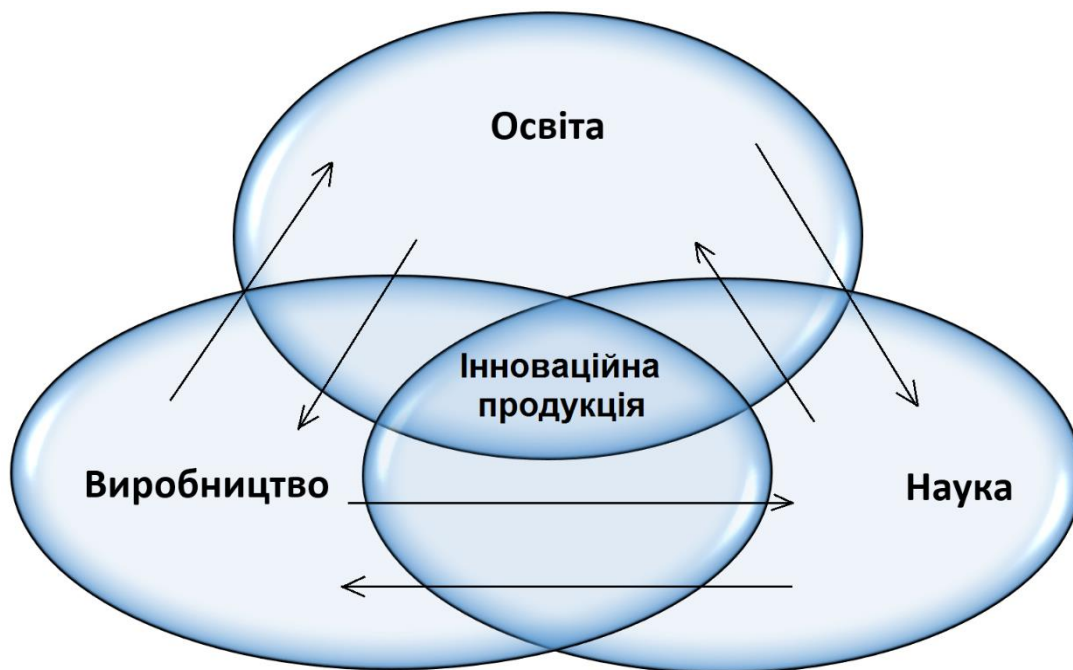 Освіта
Інноваційна
продукція
Виробництво
Наука